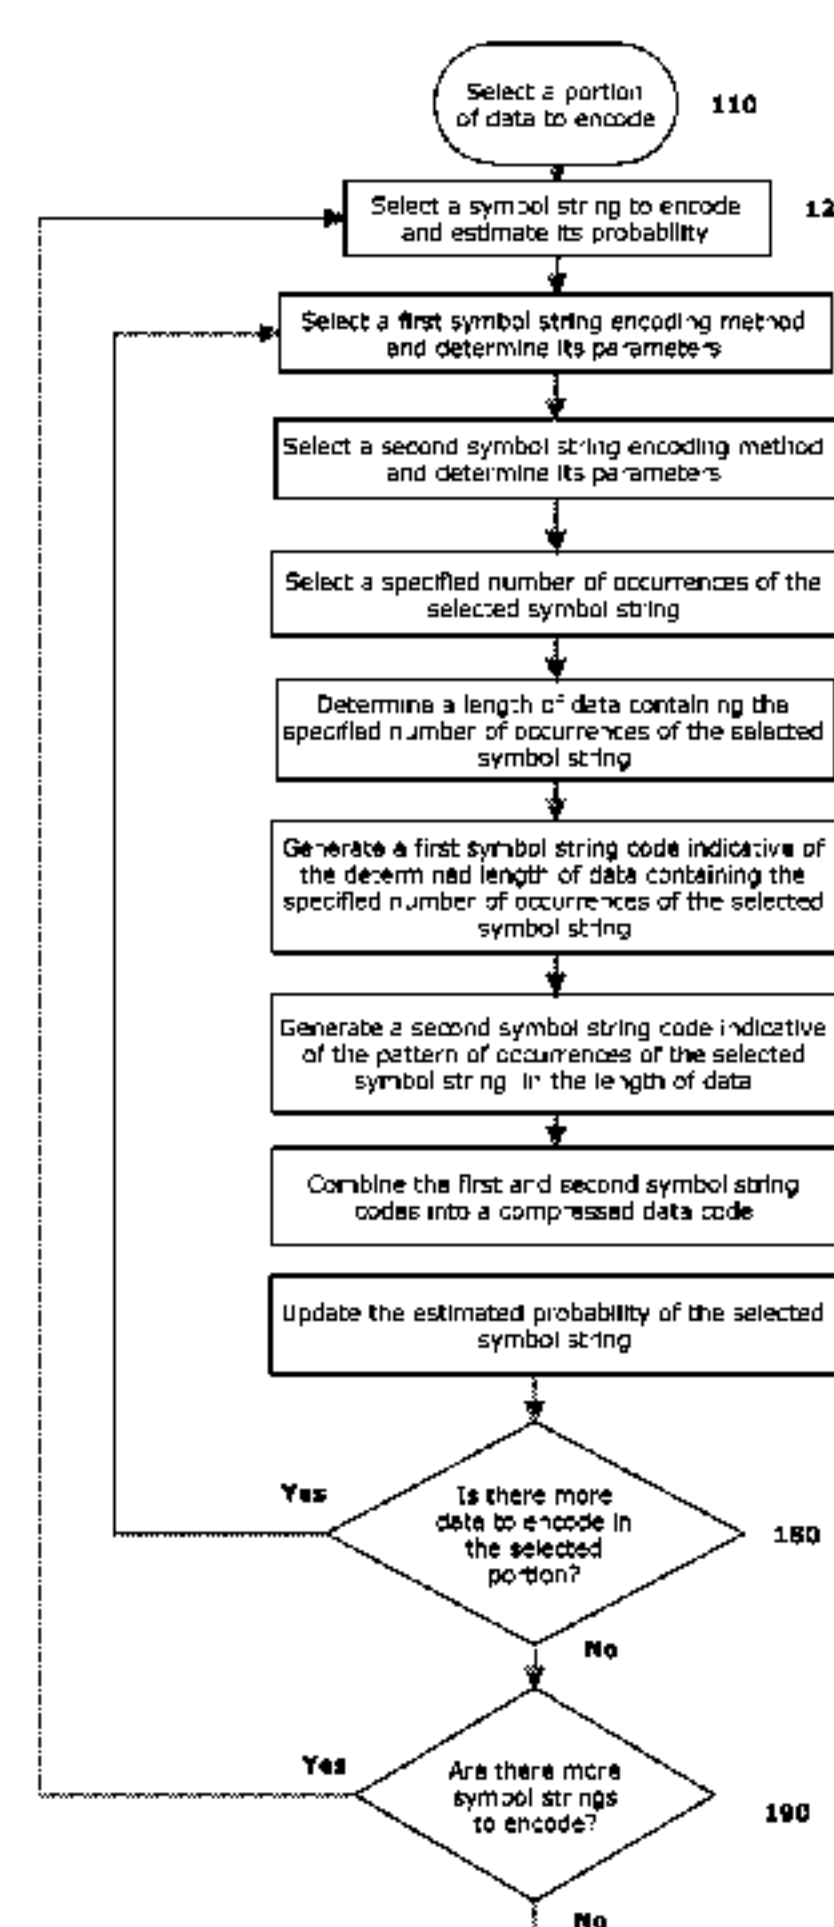 Select a portion
of data to encode
110
Select a symbol string to encode
and estimate its probability
12
Select a first symbol string encoding method
and determine its parameters
Select a second symbol string encoding method
and determine its parameters
Select a specified number of occurrences of the
selected symbol string
Determine a length of data containing the
specified number of occurrences of the selected
symbol string
Generate a first symbol string code indicative of
the determined length of data containing the
specified number of occurrences of the selected
symbol string
Generate a second symbol string code indicative
of the pattern of occurrences of the selected
symbol string in the length of data
Combine the first and second symbol string
codes into a compressed data code
Update the estimated probability of the selected
symbol string
Yes
Is there more
data to encode in
the selected
portion?
180
No
Yes
Are there more
symbol strings
to encode?
190
No